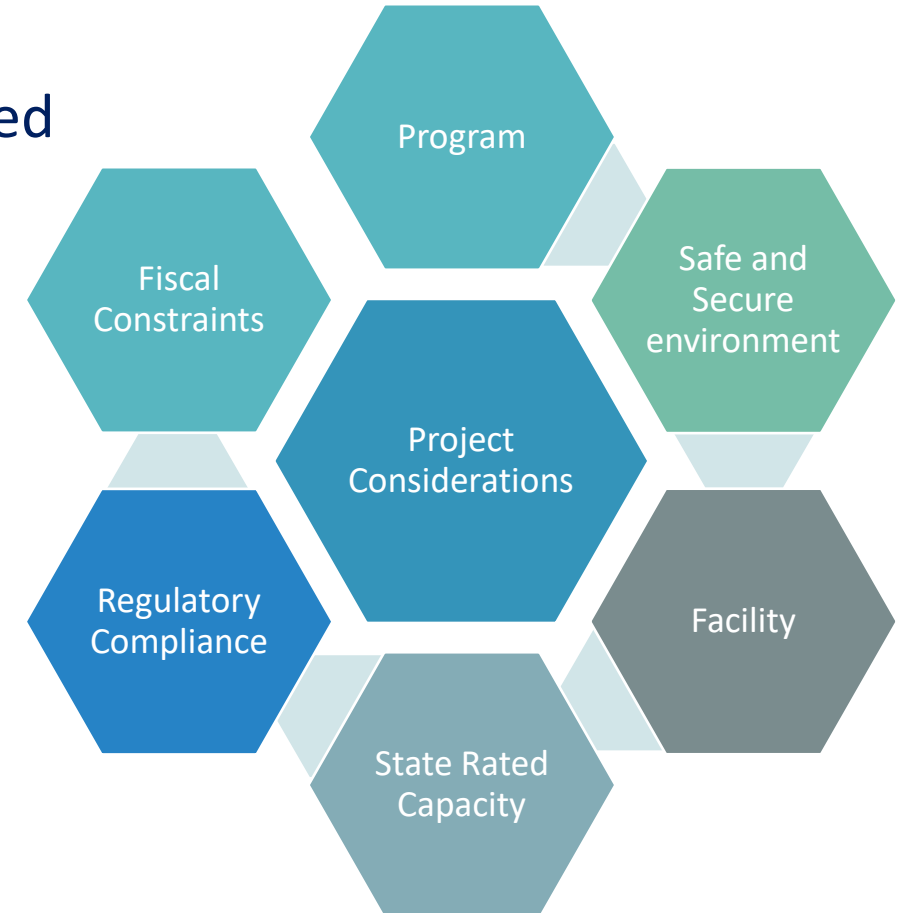 ed
Program
Fiscal
Constraints
Safe and
Secure
environment
Project
Considerations
Regulatory
Compliance
Facility
State Rated
Capacity